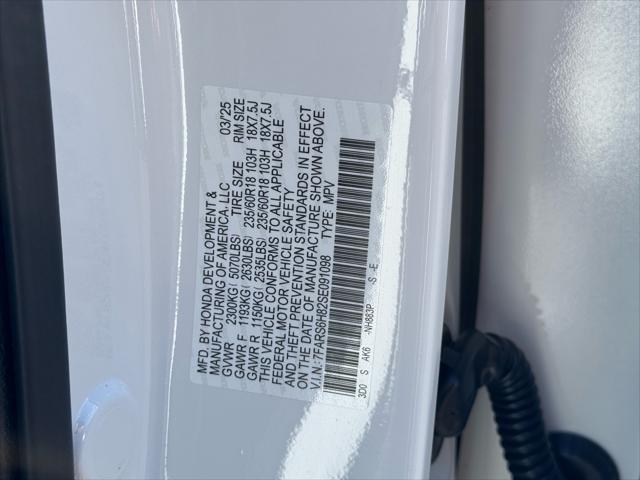 MFD. BY HONDA DEVELOPMENT & 03/25
MANUFACTURING OF AMERICA, LLC
GVWR 2300KG( 5070LBS) TIRE SIZE RIM SIZE
GAWR F 1193KG( 2630LBS) 235/60R18 103H 18X7.5J
GAWR R 1150KG( 2535LBS) 235/60R18 103H 18X7.5J
THIS VEHICLE CONFORMS TO ALL APPLICABLE
FEDERAL MOTOR VEHICLE SAFETY
AND THEFT PREVENTION STANDARDS IN EFFECT
ON THE DATE OF MANUFACTURE SHOWN ABOVE.
V.I.N.: 7FARS6H82SE091098 TYPE: MPV
3D0 S AK6 -NH883P -S -E